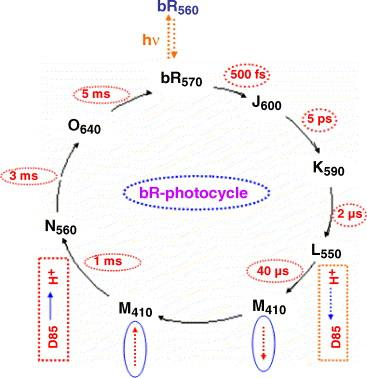 bR560
hν
bR570
500 fs
J600
5 ps
K590
2 µs
L550
40 µs
M410
M410
1 ms
N560
3 ms
O640
5 ms
bR-photocycle
D85 H+
H+ D85